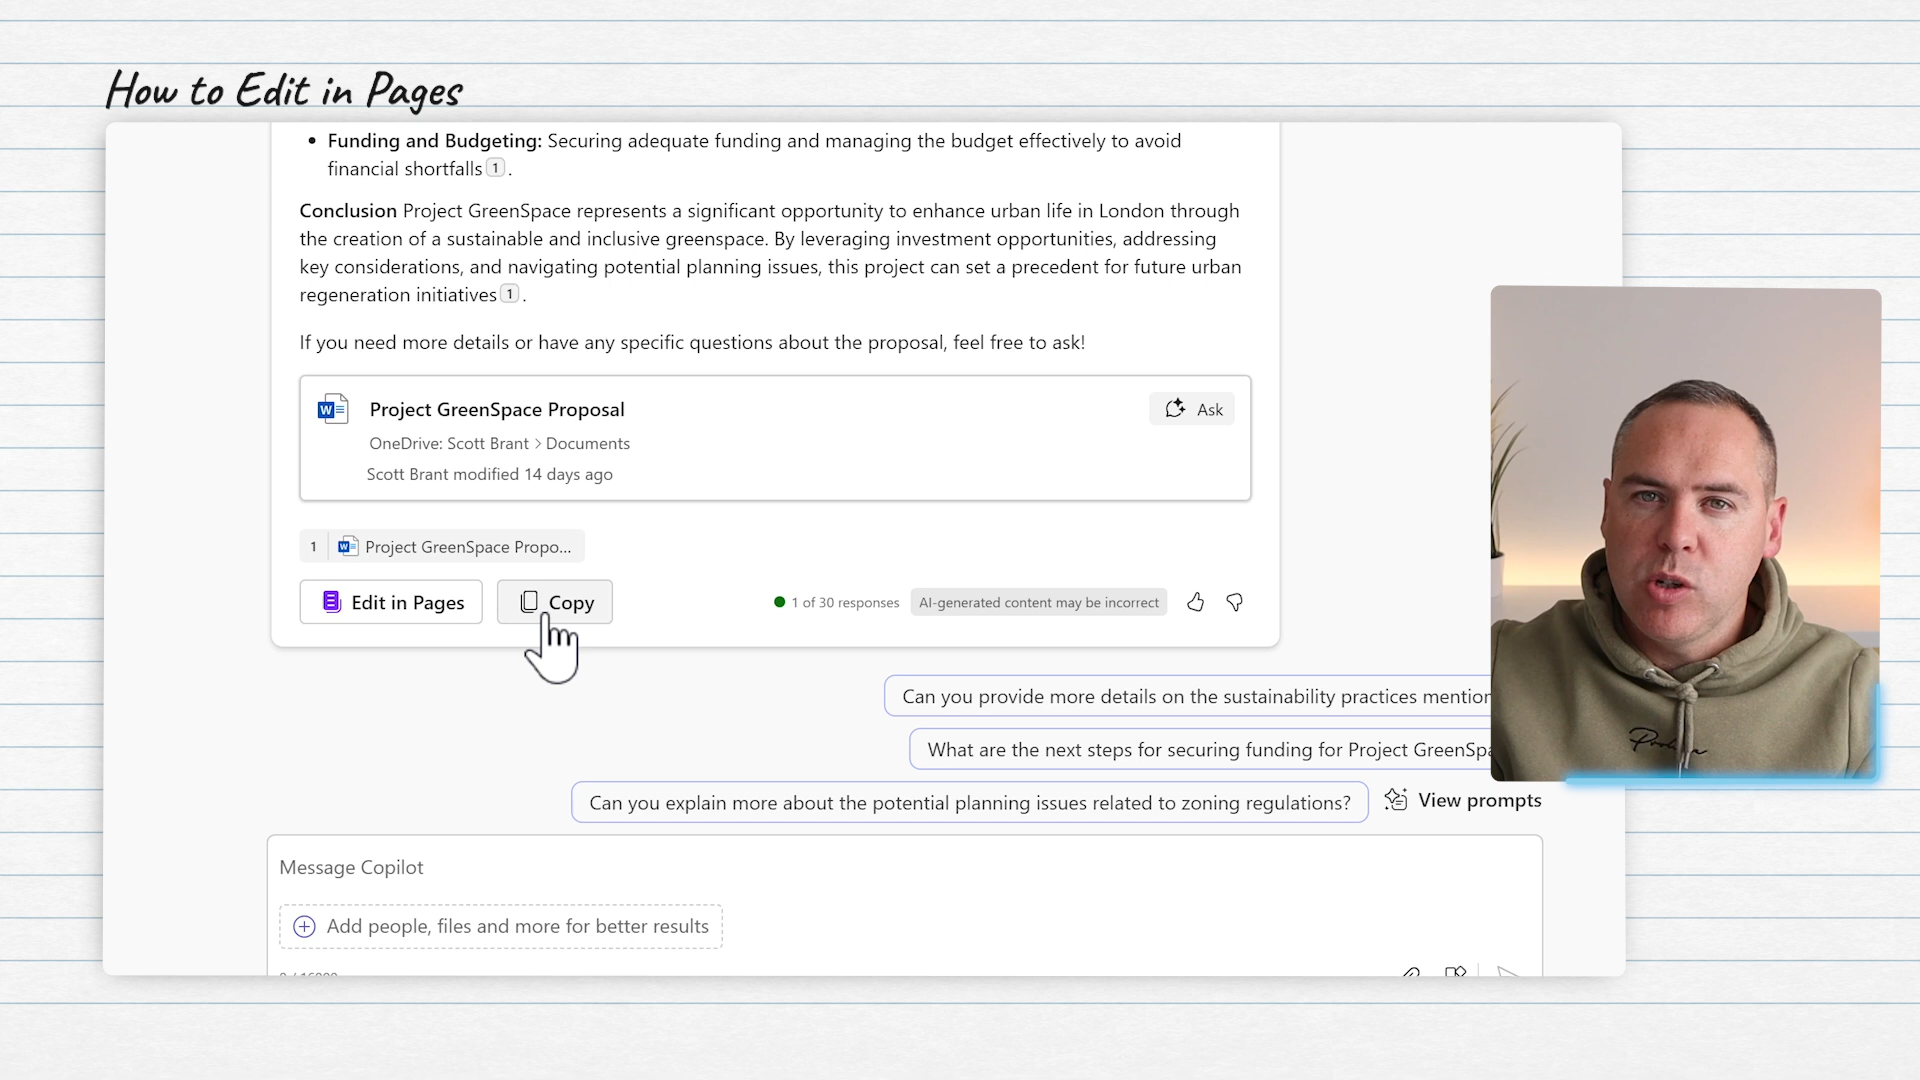 How to Edit in Pages
• Funding and Budgeting: Securing adequate funding and managing the budget effectively to avoid
financial shortfalls 1 .
Conclusion Project GreenSpace represents a significant opportunity to enhance urban life in London through
the creation of a sustainable and inclusive greenspace. By leveraging investment opportunities, addressing
key considerations, and navigating potential planning issues, this project can set a precedent for future urban
regeneration initiatives 1 .
If you need more details or have any specific questions about the proposal, feel free to ask!
Project GreenSpace Proposal
Ask
OneDrive: Scott Brant > Documents
Scott Brant modified 14 days ago
1 Project GreenSpace Propo...
Edit in Pages
Copy
1 of 30 responses
AI-generated content may be incorrect
Can you provide more details on the sustainability practices mention
What are the next steps for securing funding for Project GreenSpa
Can you explain more about the potential planning issues related to zoning regulations?
View prompts
Message Copilot
Add people, files and more for better results